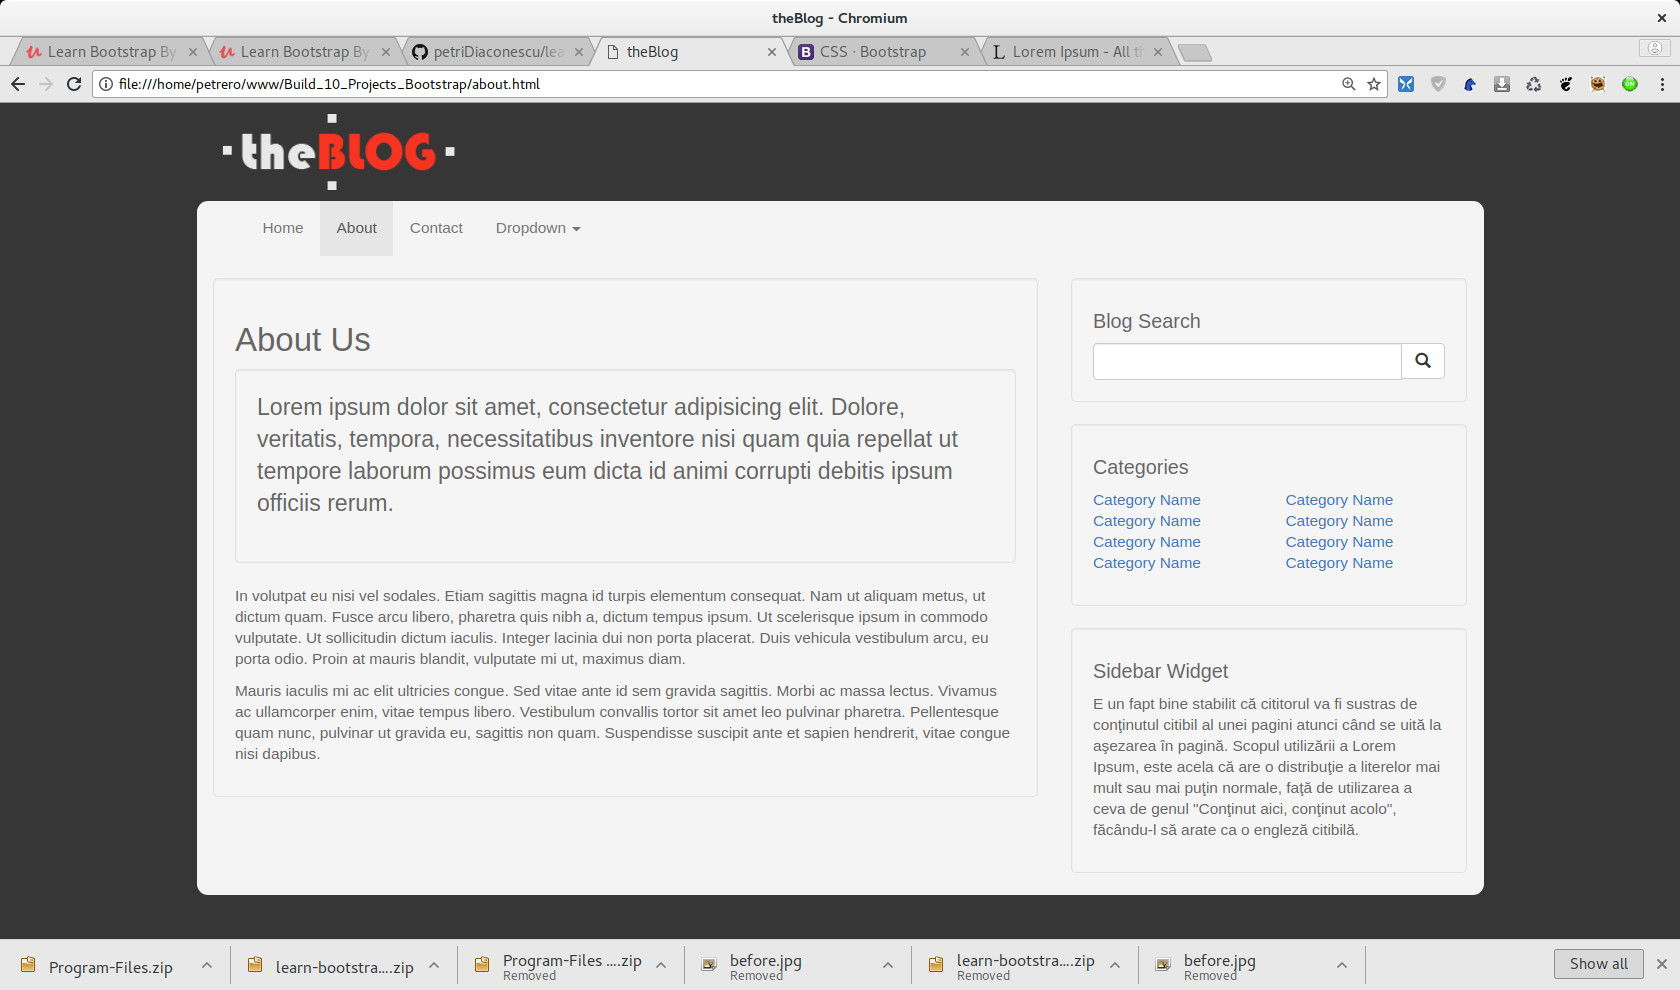 theBlog - Chromium
Learn Bootstrap By
Learn Bootstrap By
petriDiaconescu/lea
theBlog
CSS · Bootstrap
Lorem Ipsum - All t
file:///home/petrero/www/Build_10_Projects_Bootstrap/about.html
theBLOG
Home
About
Contact
Dropdown
About Us
Lorem ipsum dolor sit amet, consectetur adipisicing elit. Dolore,
veritatis, tempora, necessitatibus inventore nisi quam quia repellat ut
tempore laborum possimus eum dicta id animi corrupti debitis ipsum
officiis rerum.
In volutpat eu nisi vel sodales. Etiam sagittis magna id turpis elementum consequat. Nam ut aliquam metus, ut
dictum quam. Fusce arcu libero, pharetra quis nibh a, dictum tempus ipsum. Ut scelerisque ipsum in commodo
vulputate. Ut sollicitudin dictum iaculis. Integer lacinia dui non porta placerat. Duis vehicula vestibulum arcu, eu
porta odio. Proin at mauris blandit, vulputate mi ut, maximus diam.
Mauris iaculis mi ac elit ultricies congue. Sed vitae ante id sem gravida sagittis. Morbi ac massa lectus. Vivamus
ac ullamcorper enim, vitae tempus libero. Vestibulum convallis tortor sit amet leo pulvinar pharetra. Pellentesque
quam nunc, pulvinar ut gravida eu, sagittis non quam. Suspendisse suscipit ante et sapien hendrerit, vitae congue
nisi dapibus.
Blog Search
Categories
Category Name
Category Name
Category Name
Category Name
Category Name
Category Name
Category Name
Category Name
Sidebar Widget
E un fapt bine stabilit că cititorul va fi sustras de
conţinutul citibil al unei pagini atunci când se uită la
aşezarea în pagină. Scopul utilizării a Lorem
Ipsum, este acela că are o distribuţie a literelor mai
mult sau mai puţin normale, faţă de utilizarea a
ceva de genul "Conţinut aici, conţinut acolo",
făcându-l să arate ca o engleză citibilă.
Program-Files.zip
learn-bootstra....zip
Program-Files ....zip
Removed
before.jpg
Removed
learn-bootstra....zip
Removed
before.jpg
Removed
Show all